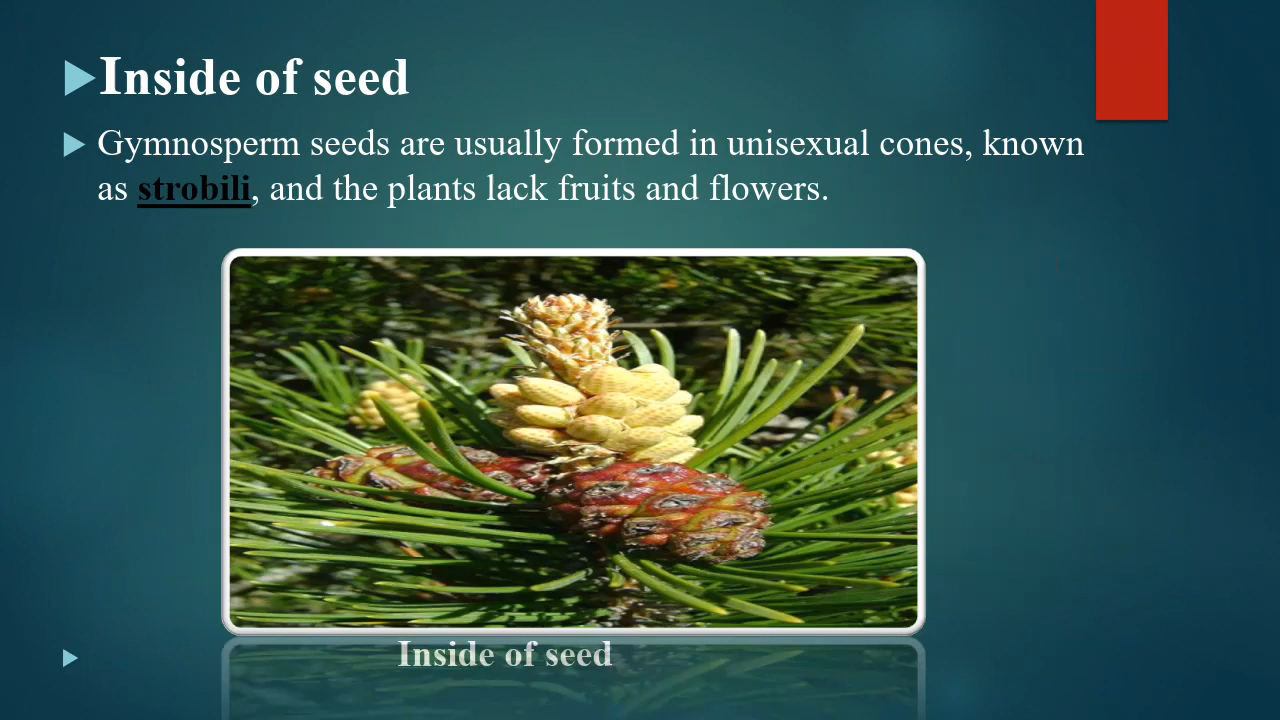 Inside of seed
Gymnosperm seeds are usually formed in unisexual cones, known
as strobili, and the plants lack fruits and flowers.
Inside of seed